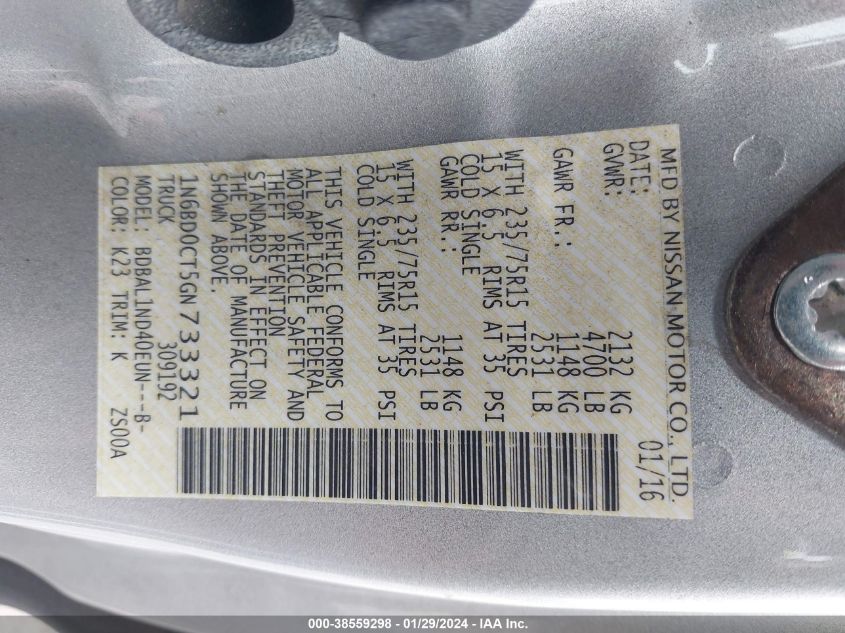 MFD BY NISSAN MOTOR CO., LTD.
DATE: 01/16
GVWR: 2132 KG
4700 LB
GAWR FR.: 1148 KG
2531 LB
WITH 235/75R15 TIRES
15 X 6.5 RIMS AT 35 PSI
COLD SINGLE
GAWR RR.: 1148 KG
2531 LB
WITH 235/75R15 TIRES
15 X 6.5 RIMS AT 35 PSI
COLD SINGLE
THIS VEHICLE CONFORMS TO
ALL APPLICABLE FEDERAL
MOTOR VEHICLE SAFETY AND
THEFT PREVENTION
STANDARDS IN EFFECT ON
THE DATE OF MANUFACTURE
SHOWN ABOVE.
1N6BD0CT5GN733321
TRUCK 309192
MODEL: BDBAL1ND40EUN---B-
COLOR: K23 TRIM: K ZS00A
000-38559298 - 01/29/2024 - IAA Inc.